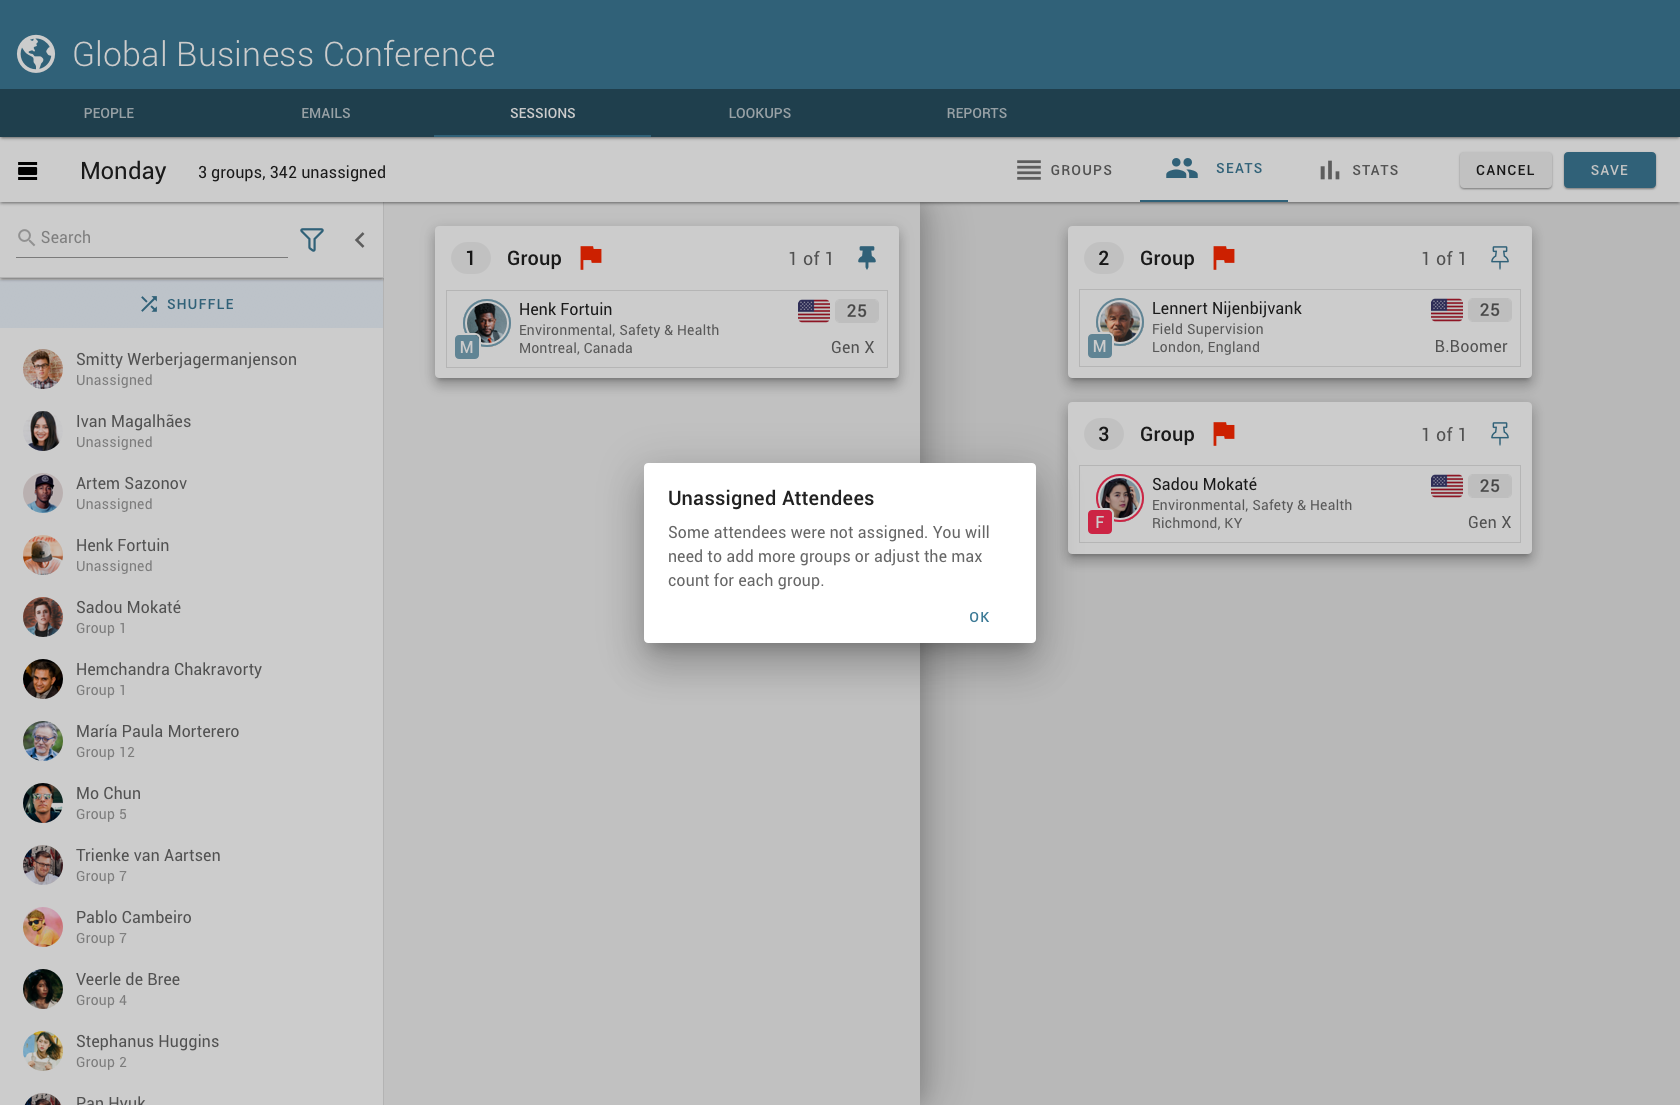 Global Business Conference
PEOPLE
EMAILS
SESSIONS
LOOKUPS
REPORTS
Monday
3 groups, 342 unassigned
GROUPS
SEATS
STATS
CANCEL
SAVE
Search
SHUFFLE
Smitty Werberjagermanjenson
Unassigned
Ivan Magalhães
Unassigned
Artem Sazonov
Unassigned
Henk Fortuin
Unassigned
Sadou Mokaté
Group 1
Hemchandra Chakravorty
Group 1
María Paula Morterero
Group 12
Mo Chun
Group 5
Trienke van Aartsen
Group 7
Pablo Cambeiro
Group 7
Veerle de Bree
Group 4
Stephanus Huggins
Group 2
Pan Hyuk
1 Group 1 of 1
Henk Fortuin 25
Environmental, Safety & Health
M Montreal, Canada Gen X
2 Group 1 of 1
Lennert Nijenbijvank 25
Field Supervision
M London, England B.Boomer
3 Group 1 of 1
Sadou Mokaté 25
Environmental, Safety & Health
F Richmond, KY Gen X
Unassigned Attendees
Some attendees were not assigned. You will
need to add more groups or adjust the max
count for each group.
OK